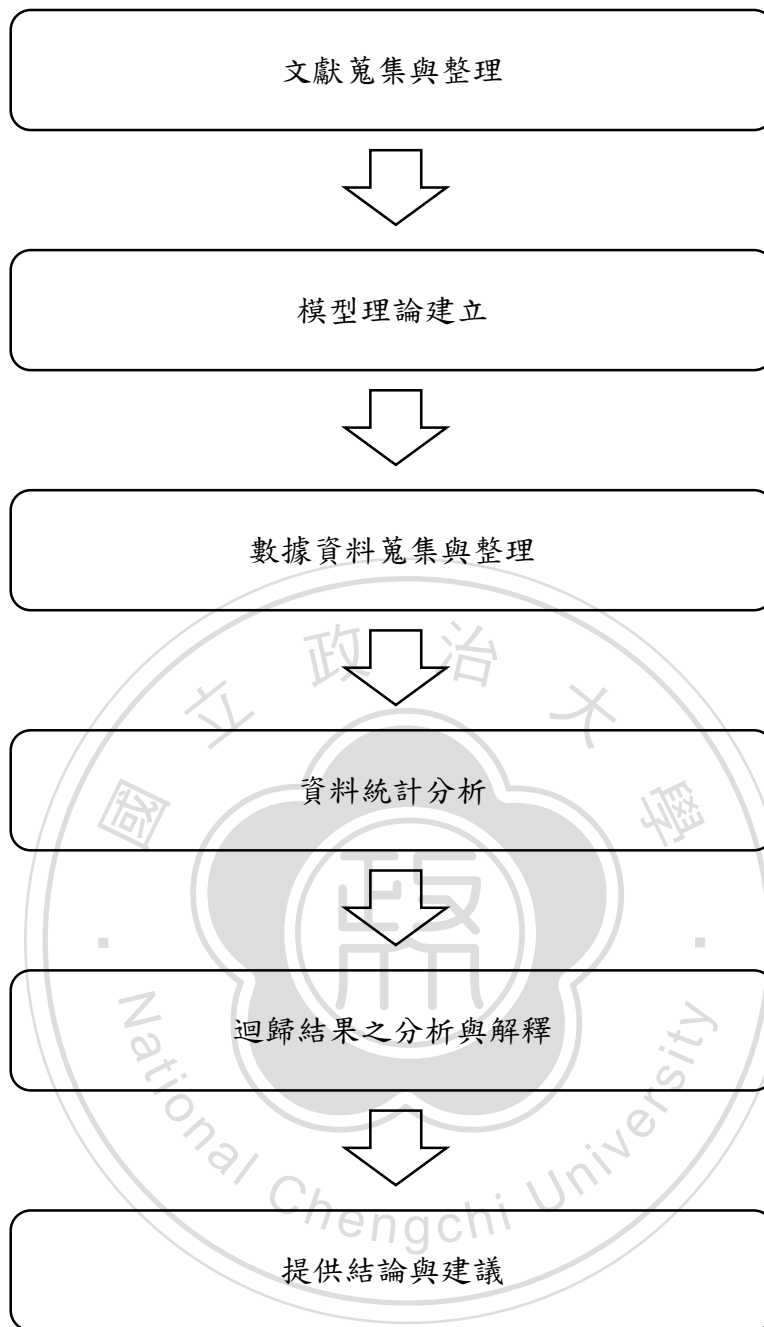 文獻蒐集與整理
模型理論建立
數據資料蒐集與整理
國立政治大學
資料統計分析
政
迴歸結果之分析與解釋
National Chengchi University
提供結論與建議